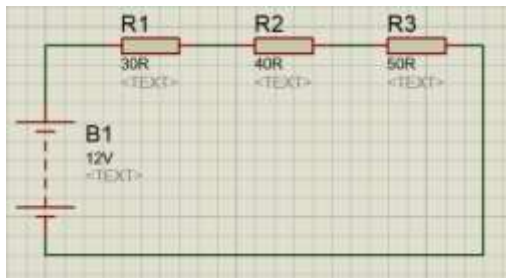 R1 R2 R3
30R 40R 50R
<TEXT> <TEXT> <TEXT>
B1
12V
<TEXT>